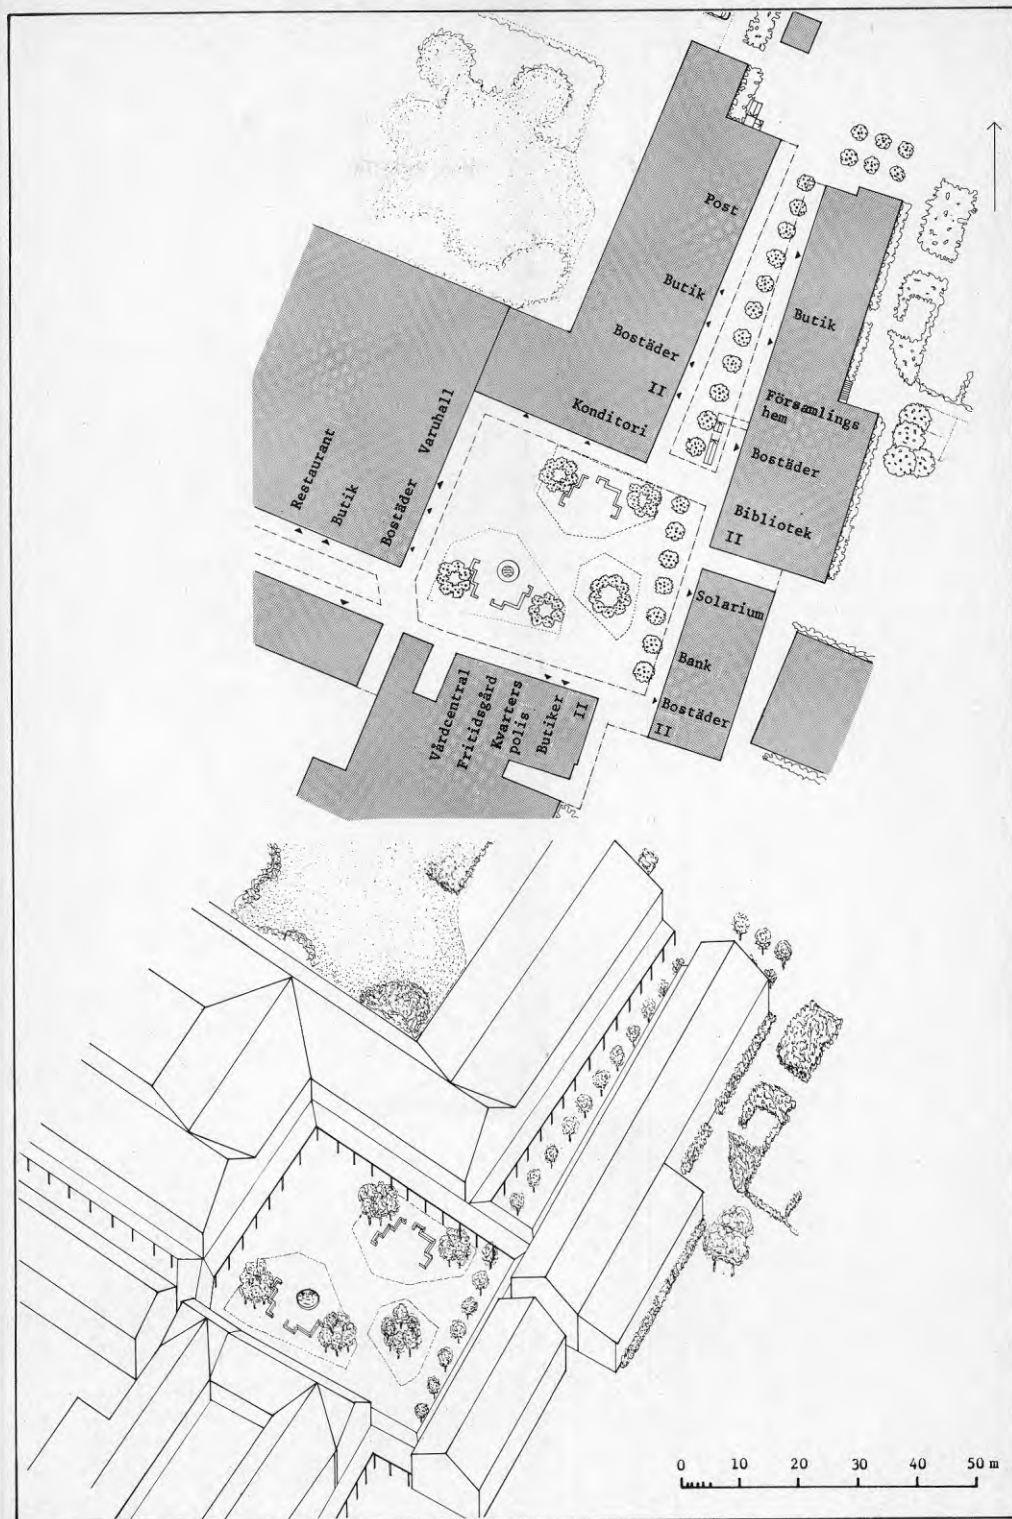 Post
Butik
Bostäder
II
Konditori
Butik
Församlings
hem
Bostäder
Bibliotek
II
Restaurant
Butik
Bostäder Varuhall
Solarium
Bank
Bostäder
II
Vårdcentral
Fritidsgård
Kvarters
polis
Butiker
II
0 10 20 30 40 50 m